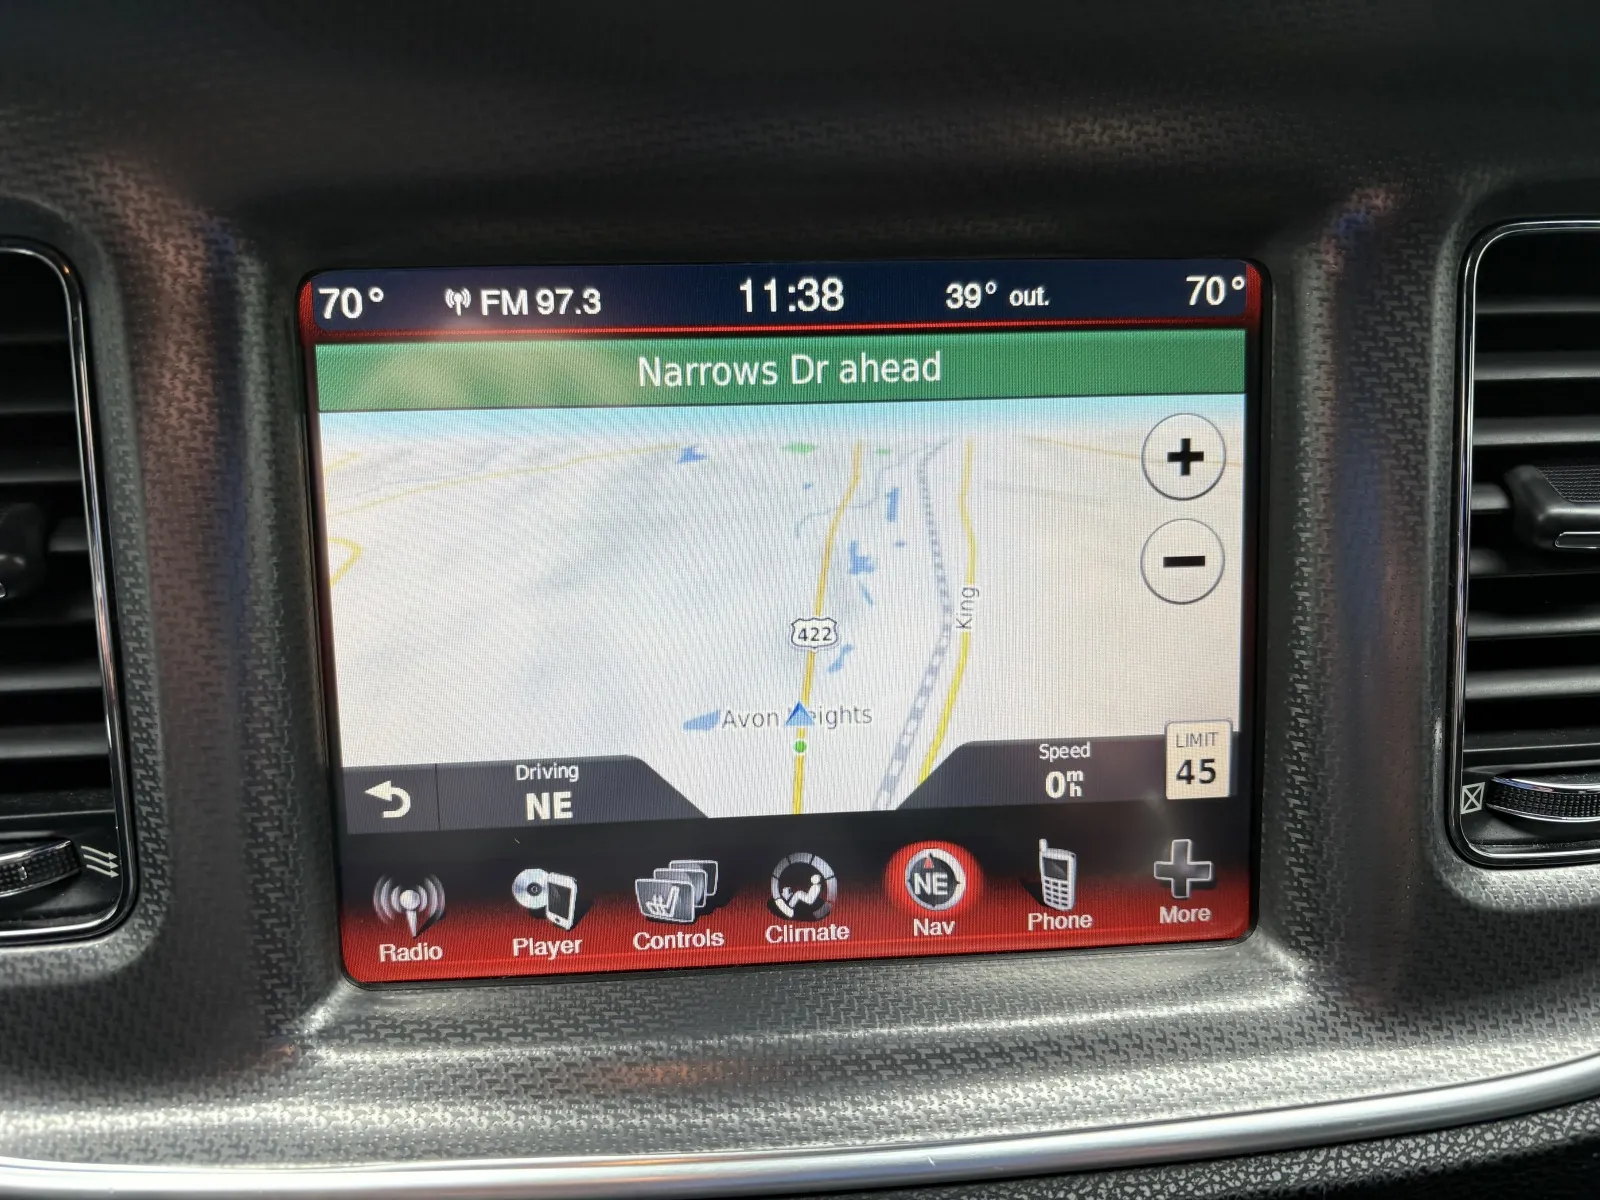 70° FM 97.3 11:38 39° out. 70°
Narrows Dr ahead
+
−
King
422
Avon Heights
Driving
NE
Speed
0 m/h
LIMIT
45
NE
Radio Player Controls Climate Nav Phone More